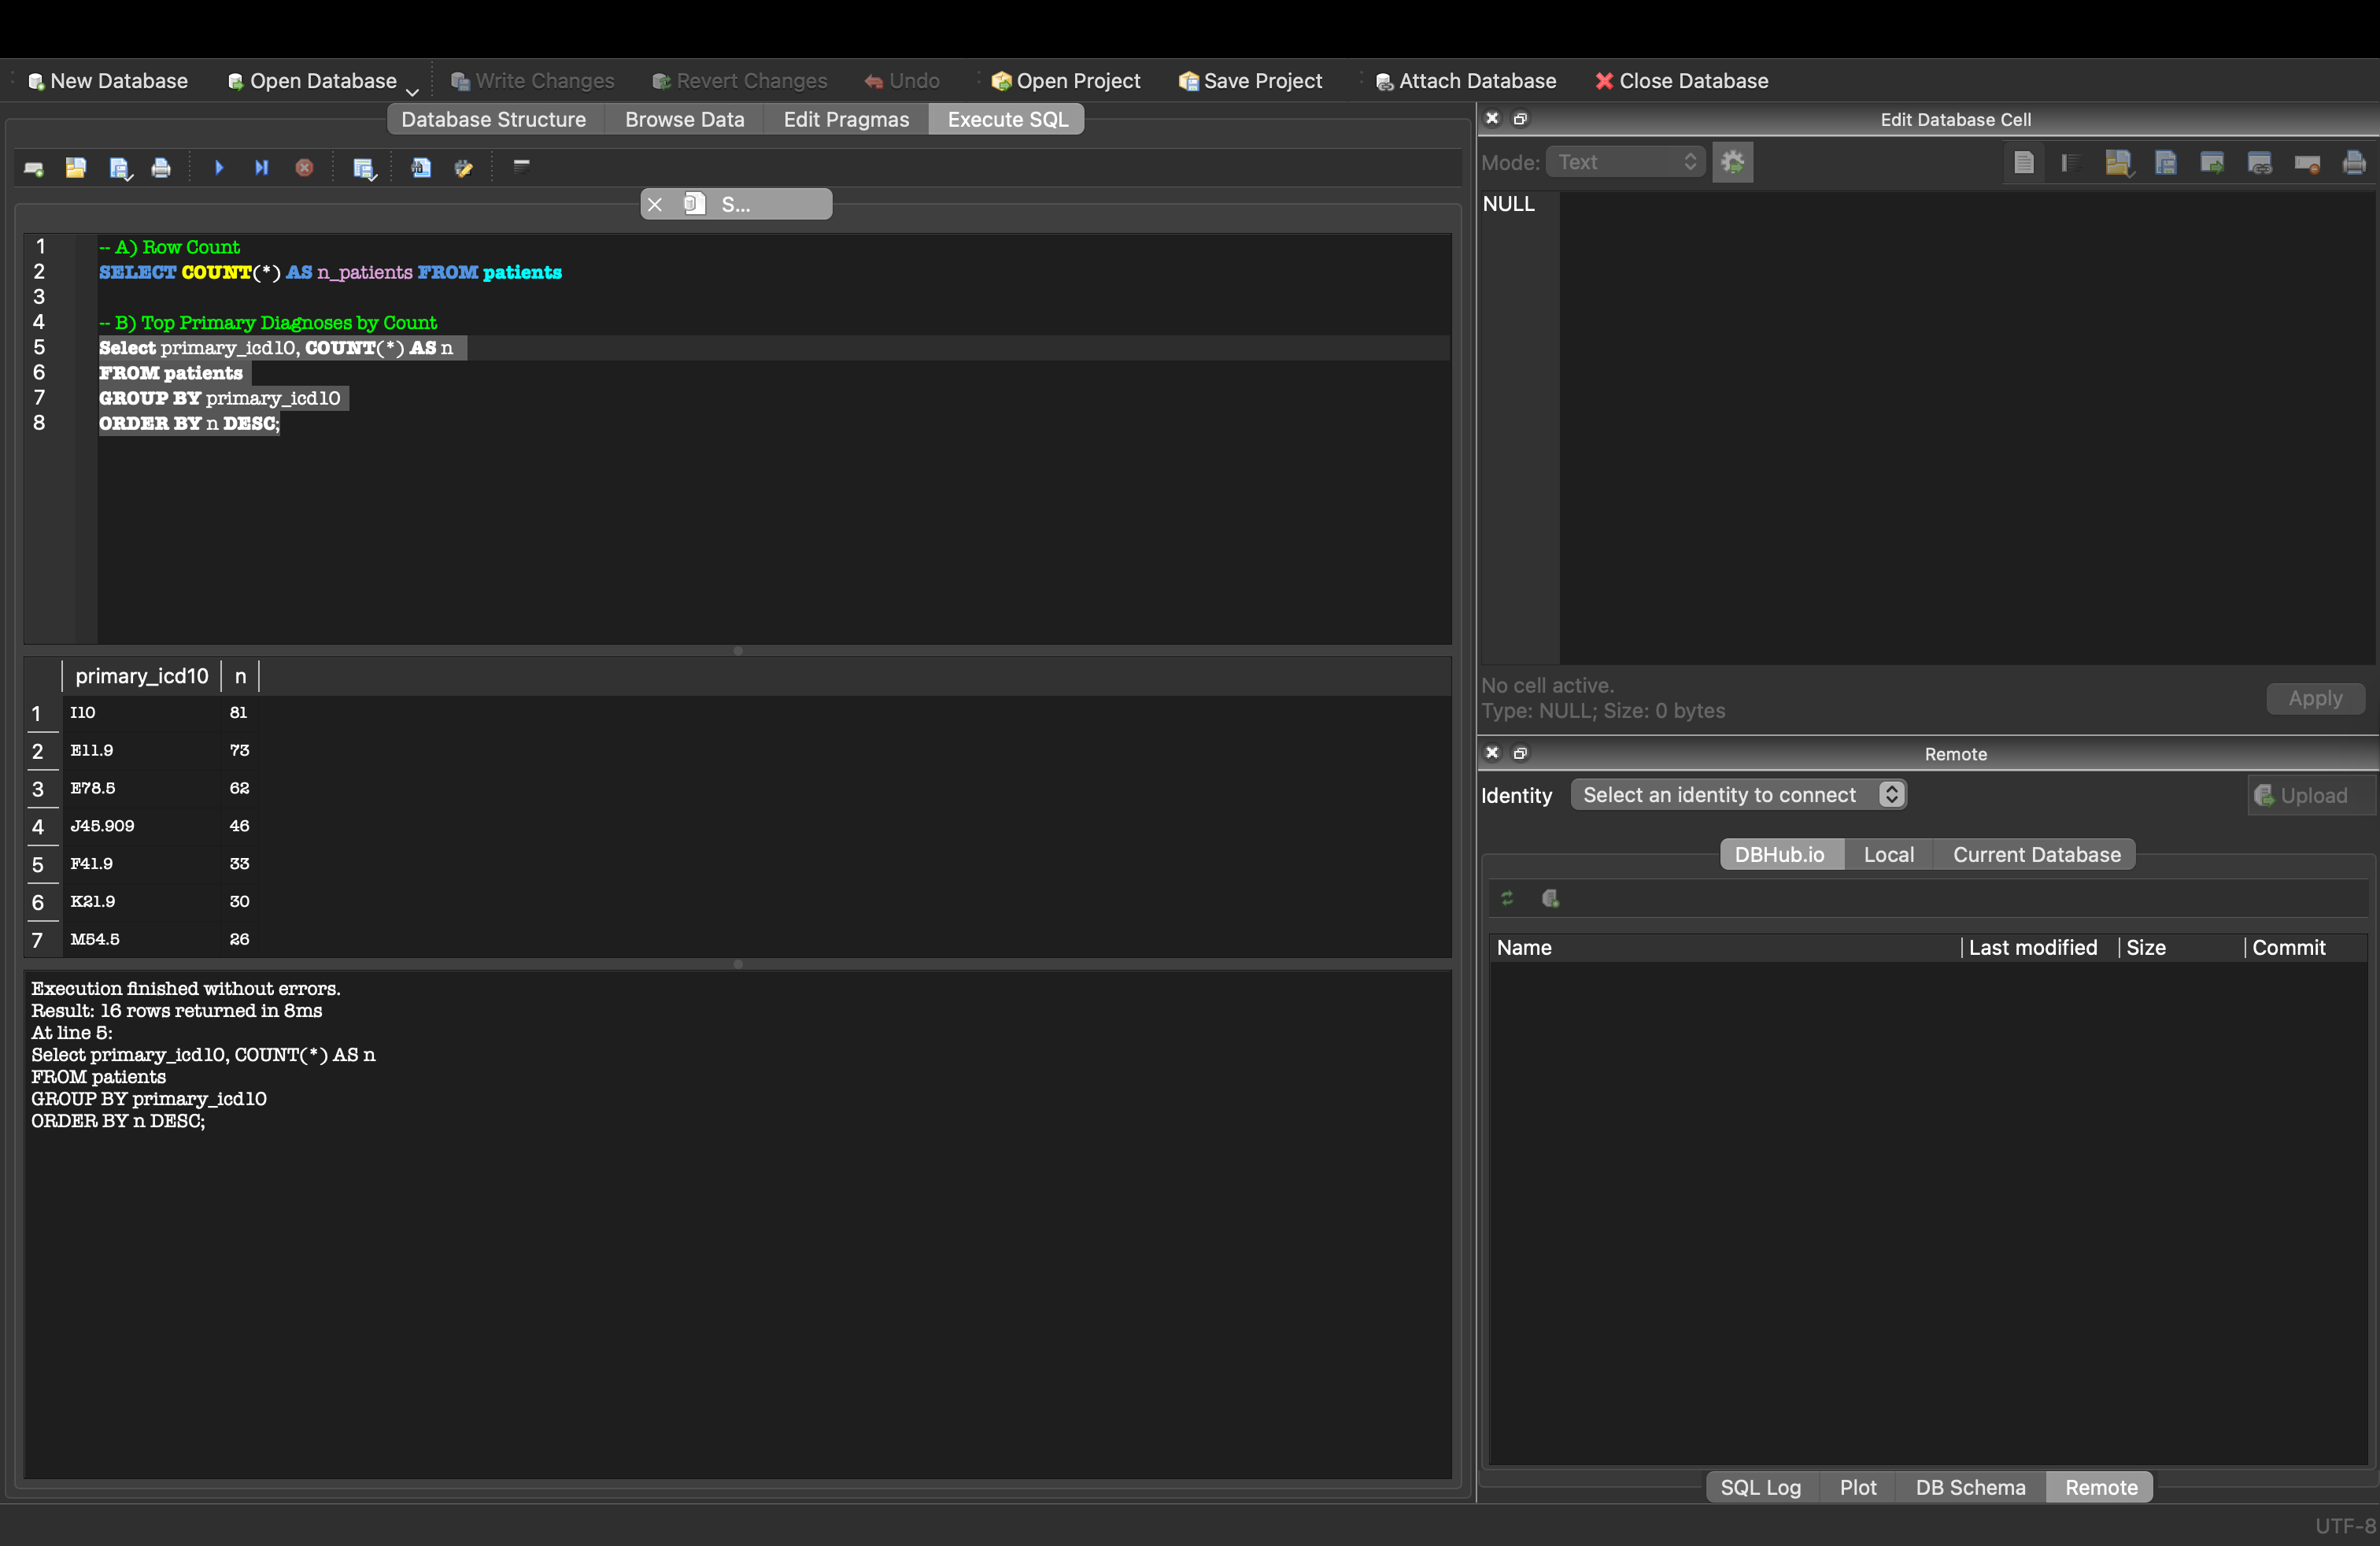 New Database Open Database Write Changes Revert Changes Undo Open Project Save Project Attach Database Close Database
Database Structure Browse Data Edit Pragmas Execute SQL
S...
1 -- A) Row Count
2 SELECT COUNT(*) AS n_patients FROM patients
3
4 -- B) Top Primary Diagnoses by Count
5 Select primary_icd10, COUNT(*) AS n
6 FROM patients
7 GROUP BY primary_icd10
8 ORDER BY n DESC;
primary_icd10 n
1 I10 81
2 E11.9 73
3 E78.5 62
4 J45.909 46
5 F41.9 33
6 K21.9 30
7 M54.5 26
Execution finished without errors.
Result: 16 rows returned in 8ms
At line 5:
Select primary_icd10, COUNT(*) AS n
FROM patients
GROUP BY primary_icd10
ORDER BY n DESC;
Edit Database Cell
Mode: Text
NULL
No cell active.
Type: NULL; Size: 0 bytes
Apply
Remote
Identity Select an identity to connect Upload
DBHub.io Local Current Database
Name Last modified Size Commit
SQL Log Plot DB Schema Remote
UTF-8